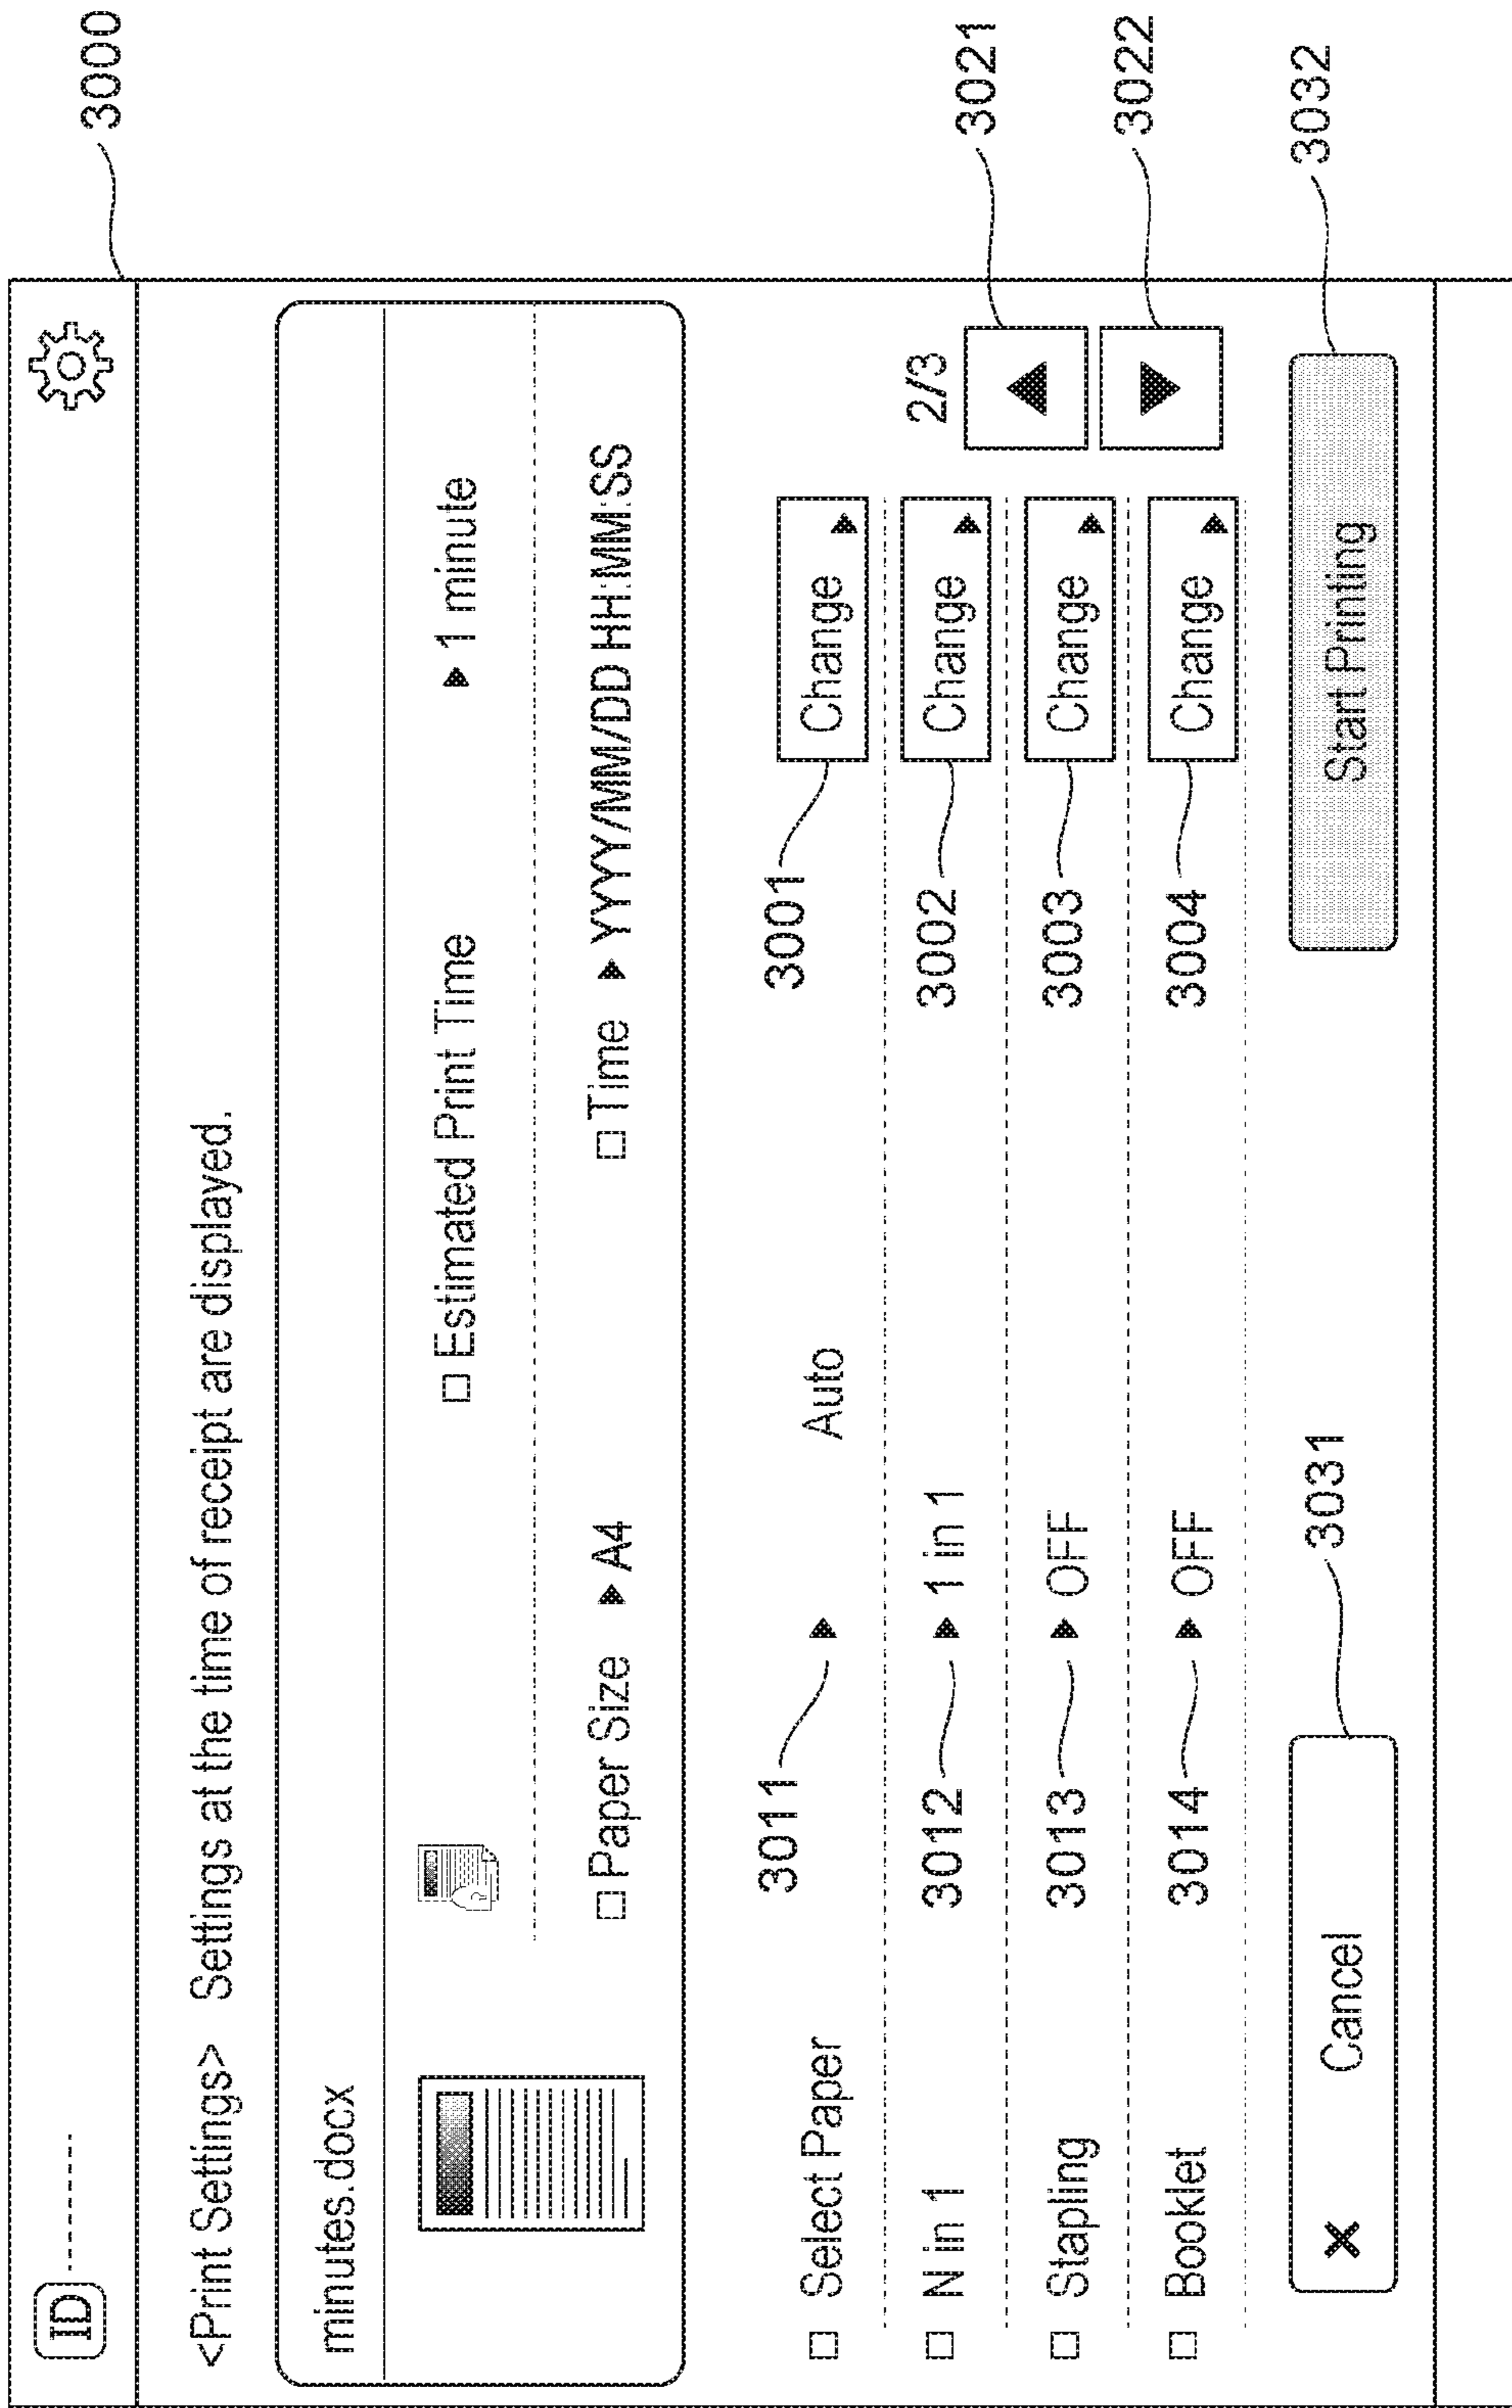 3000
ID ----------
<Print Settings> Settings at the time of receipt are displayed.
minutes.docx
□ Estimated Print Time ▶ 1 minute
□ Paper Size ▶ A4 □ Time ▶ YYYY/MM/DD HH:MM:SS
□ Select Paper 3011 ▶ Auto 3001 Change
□ N in 1 3012 ▶ 1 in 1 3002 Change
□ Stapling 3013 ▶ OFF 3003 Change
□ Booklet 3014 ▶ OFF 3004 Change
2/3
▲ 3021
▼ 3022
× Cancel 3031
Start Printing 3032